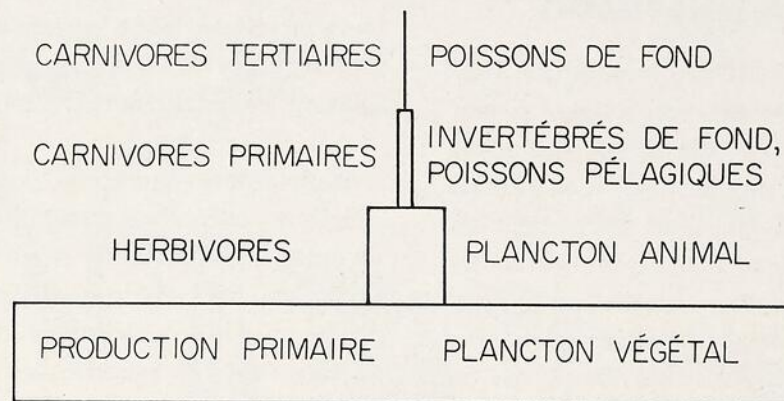 CARNIVORES TERTIAIRES
POISSONS DE FOND
CARNIVORES PRIMAIRES
INVERTÉBRÉS DE FOND,
POISSONS PÉLAGIQUES
HERBIVORES
PLANCTON ANIMAL
PRODUCTION PRIMAIRE
PLANCTON VÉGÉTAL